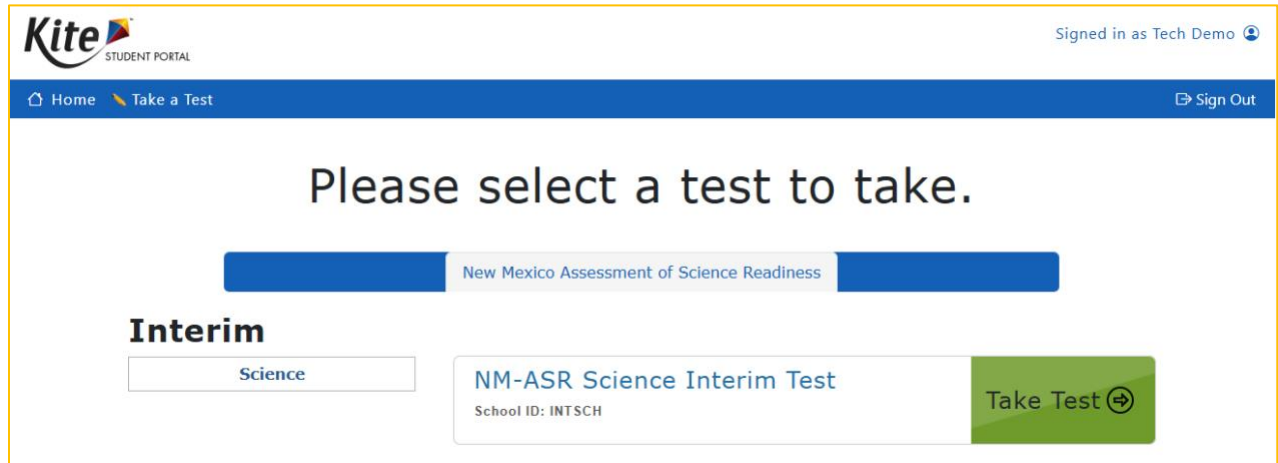 Kite
STUDENT PORTAL
Signed in as Tech Demo
Home Take a Test Sign Out
Please select a test to take.
New Mexico Assessment of Science Readiness
Interim
Science
NM-ASR Science Interim Test
School ID: INTSCH
Take Test